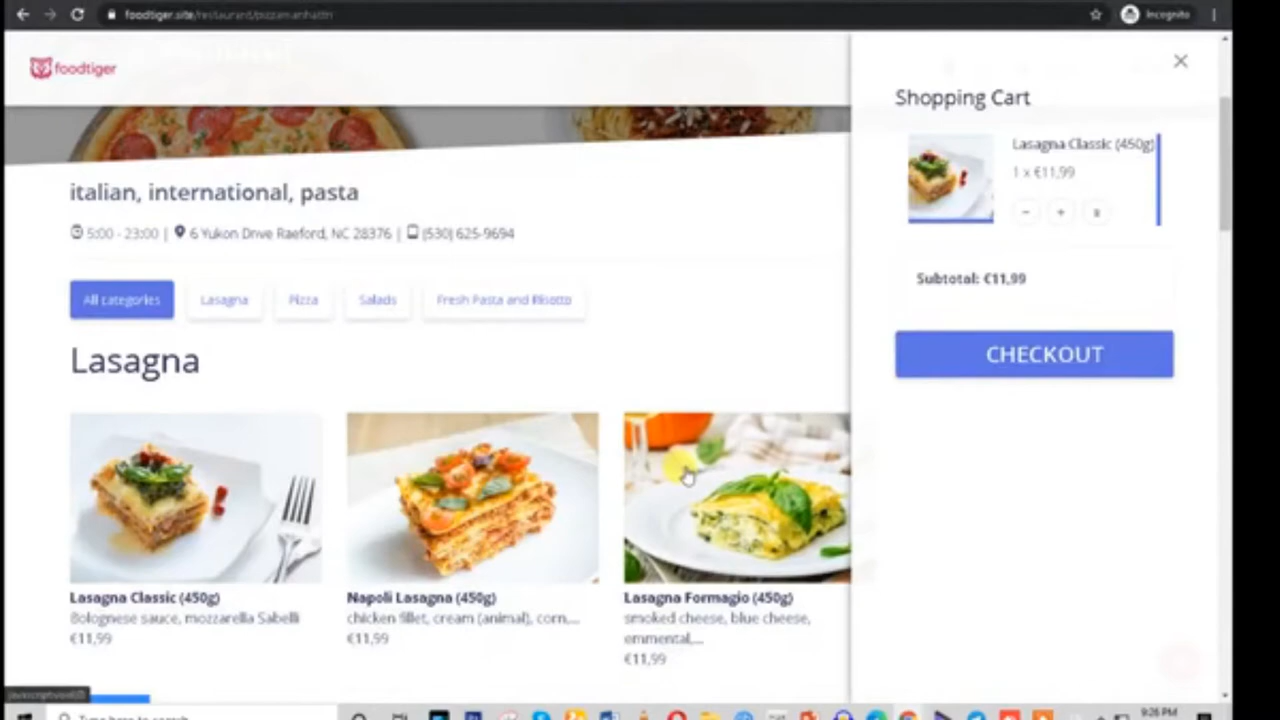 foodtiger.site/restaurant/pizzamanhattn
Incognito
foodtiger
Shopping Cart
Lasagna Classic (450g)
1 x €11,99
- + x
Subtotal: €11,99
CHECKOUT
italian, international, pasta
5:00 - 23:00 | 6 Yukon Drive Raeford, NC 28376 | (530) 625-9694
All categories
Lasagna
Pizza
Salads
Fresh Pasta and Risotto
Lasagna
Lasagna Classic (450g)
Bolognese sauce, mozzarella Sabelli
€11,99
Napoli Lasagna (450g)
chicken fillet, cream (animal), corn,...
€11,99
Lasagna Formagio (450g)
smoked cheese, blue cheese,
emmental,...
€11,99
Type here to search
9:26 PM